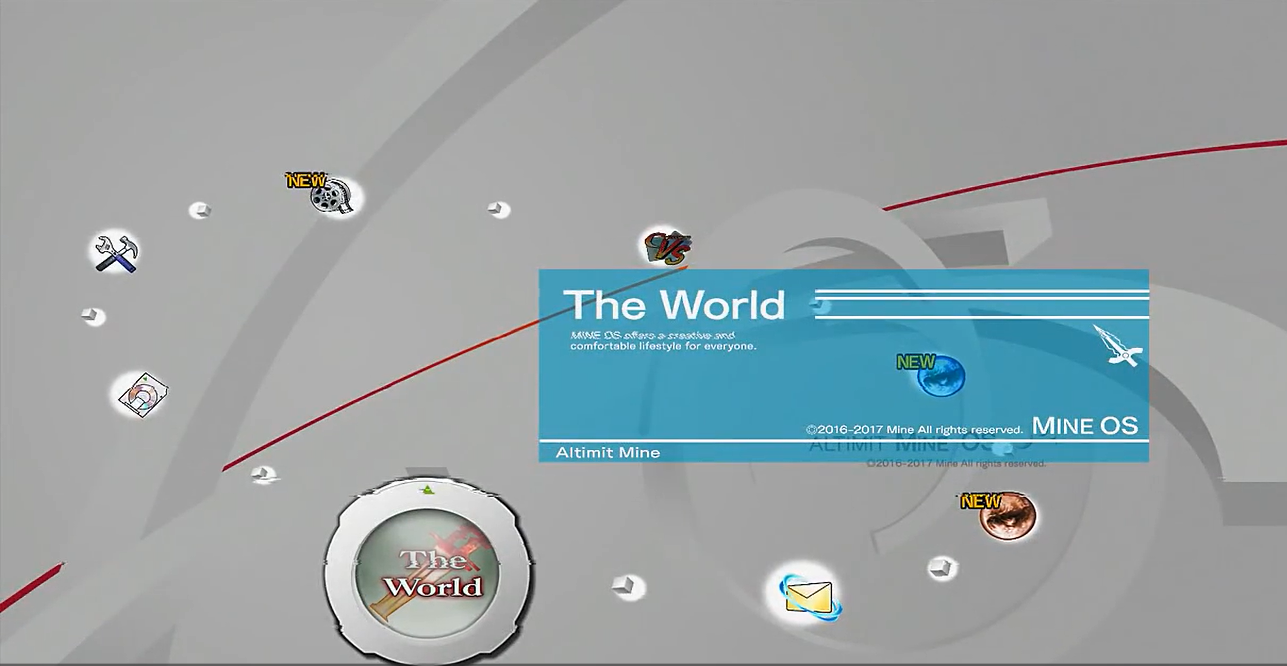 NEW
VS
The World
MINE OS offers a creative and
comfortable lifestyle for everyone.
NEW
©2016-2017 Mine All rights reserved. MINE OS
ALTIMIT MINE OS
Altimit Mine
©2016-2017 Mine All rights reserved.
NEW
The
World